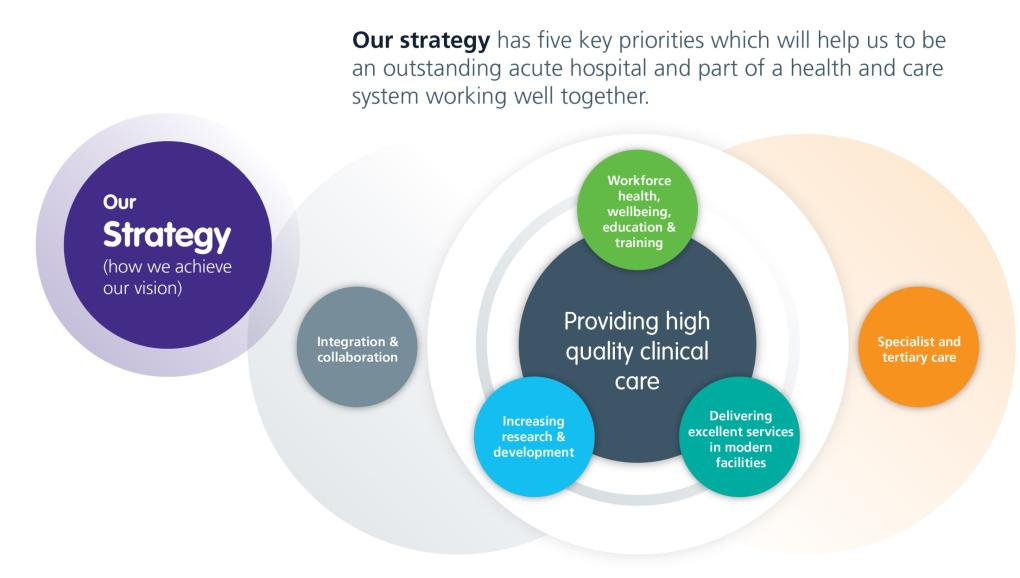 Our strategy has five key priorities which will help us to be
an outstanding acute hospital and part of a health and care
system working well together.
Our
Strategy
(how we achieve
our vision)
Workforce
health,
wellbeing,
education &
training
Integration &
collaboration
Providing high
quality clinical
care
Specialist and
tertiary care
Increasing
research &
development
Delivering
excellent services
in modern
facilities